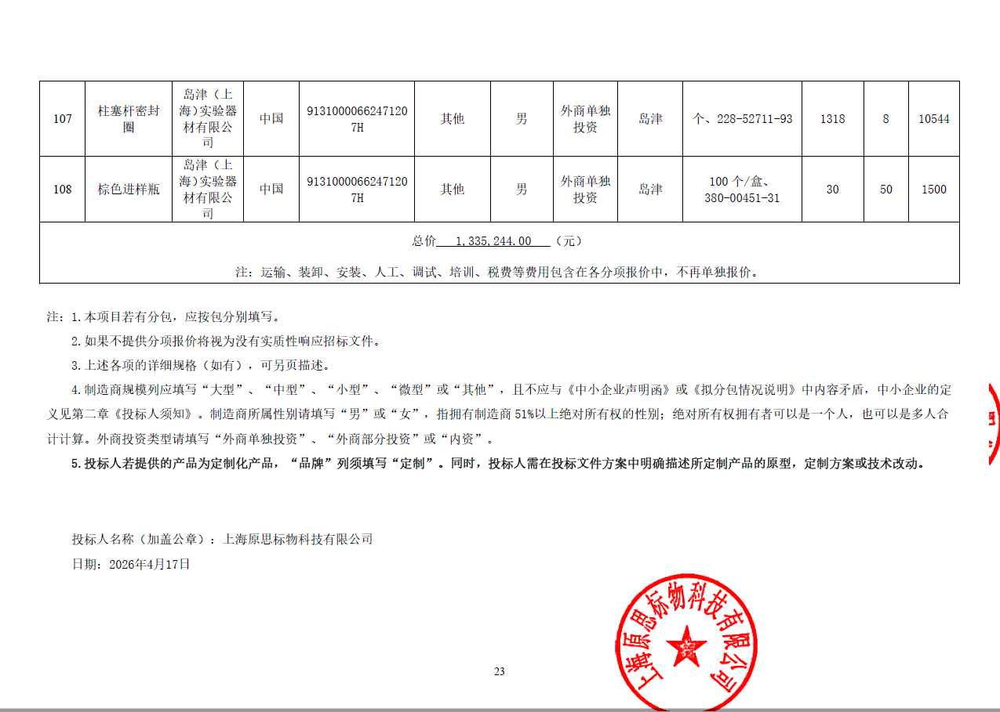 107 柱塞杆密封圈 岛津（上海）实验器材有限公司 中国 91310000662471207H 其他 男 外商单独投资 岛津 个、228-52711-93 1318 8 10544
108 棕色进样瓶 岛津（上海）实验器材有限公司 中国 91310000662471207H 其他 男 外商单独投资 岛津 100 个/盒、380-00451-31 30 50 1500
总价 1,335,244.00 （元）
注：运输、装卸、安装、人工、调试、培训、税费等费用包含在各分项报价中，不再单独报价。
注：1.本项目若有分包，应按包分别填写。
2.如果不提供分项报价将视为没有实质性响应招标文件。
3.上述各项的详细规格（如有），可另页描述。
4.制造商规模列应填写“大型”、“中型”、“小型”、“微型”或“其他”，且不应与《中小企业声明函》或《拟分包情况说明》中内容矛盾，中小企业的定
义见第二章《投标人须知》。制造商所属性别请填写“男”或“女”，指拥有制造商 51%以上绝对所有权的性别；绝对所有权拥有者可以是一个人，也可以是多人合
计计算。外商投资类型请填写“外商单独投资”、“外商部分投资”或“内资”。
5.投标人若提供的产品为定制化产品，“品牌”列须填写“定制”。同时，投标人需在投标文件方案中明确描述所定制产品的原型，定制方案或技术改动。
投标人名称（加盖公章）：上海原思标物科技有限公司
日期：2026年4月17日
上海原思标物科技有限公司
23